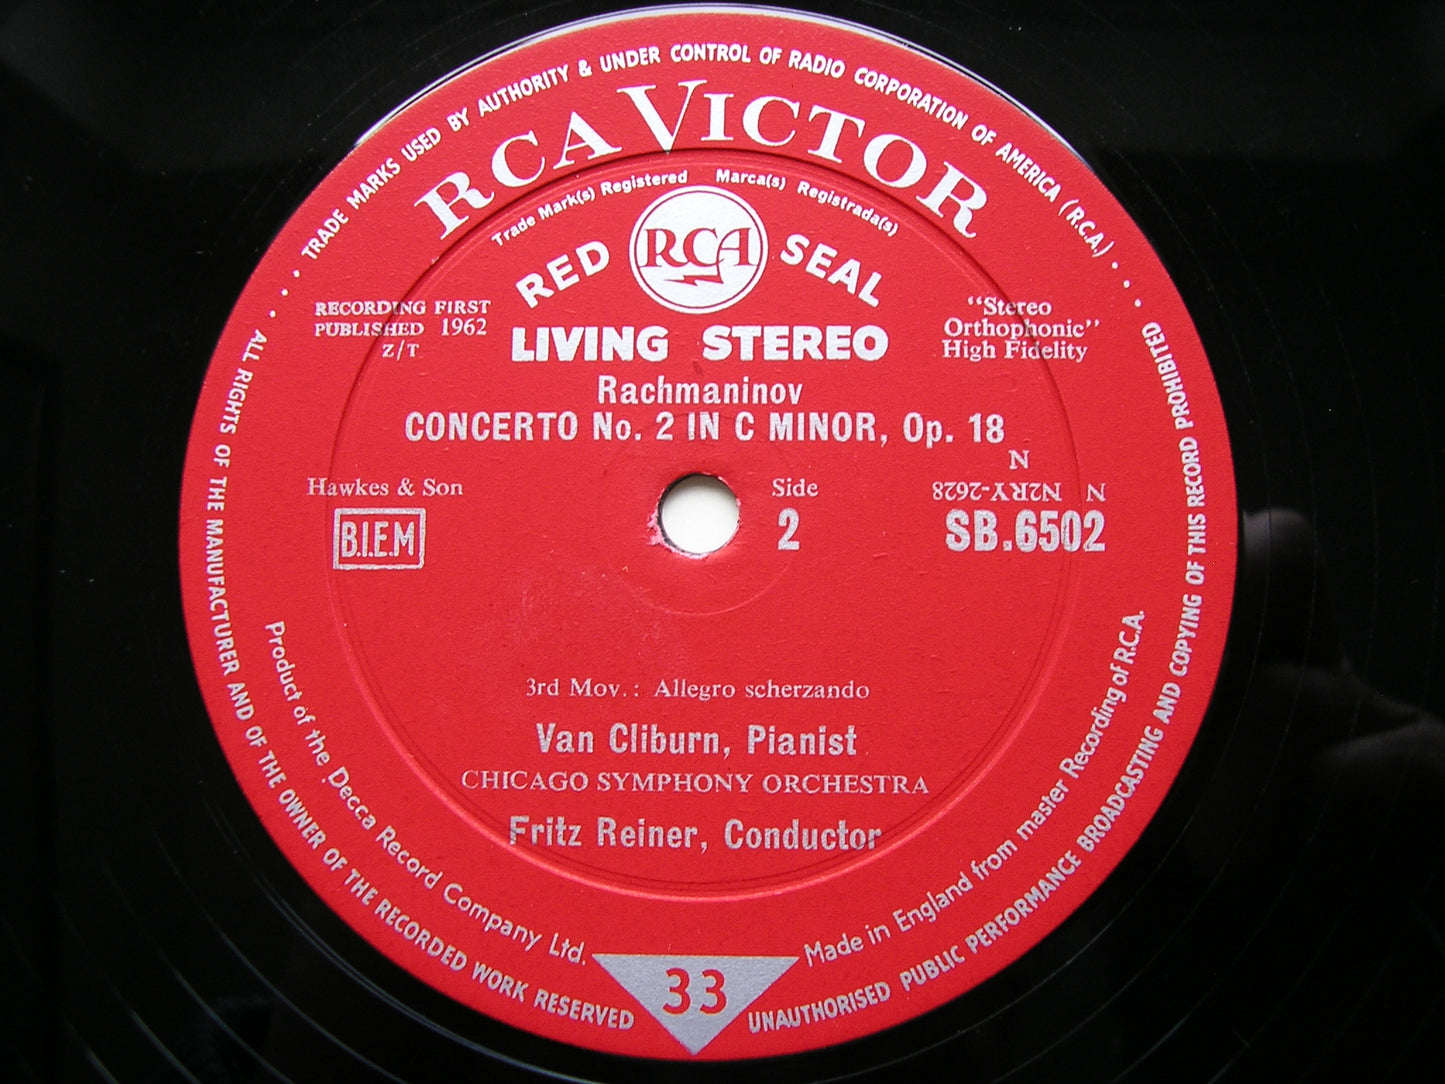 · TRADE MARKS USED BY AUTHORITY & UNDER CONTROL OF RADIO CORPORATION OF AMERICA (R.C.A.) ·
RCA VICTOR
Trade Mark(s) Registered Marca(s) Registrada(s)
RED RCA SEAL
RECORDING FIRST
PUBLISHED 1962
Z/T
LIVING STEREO
"Stereo
Orthophonic"
High Fidelity
Rachmaninov
CONCERTO No. 2 IN C MINOR, Op. 18
N
Hawkes & Son
B.I.E.M
Side
2
N N2RY-2628
SB.6502
3rd Mov.: Allegro scherzando
Van Cliburn, Pianist
CHICAGO SYMPHONY ORCHESTRA
Fritz Reiner, Conductor
Product of the Decca Record Company Ltd.
Made in England from master Recording of R.C.A.
33
ALL RIGHTS OF THE MANUFACTURER AND OF THE OWNER OF THE RECORDED WORK RESERVED
UNAUTHORISED PUBLIC PERFORMANCE BROADCASTING AND COPYING OF THIS RECORD PROHIBITED